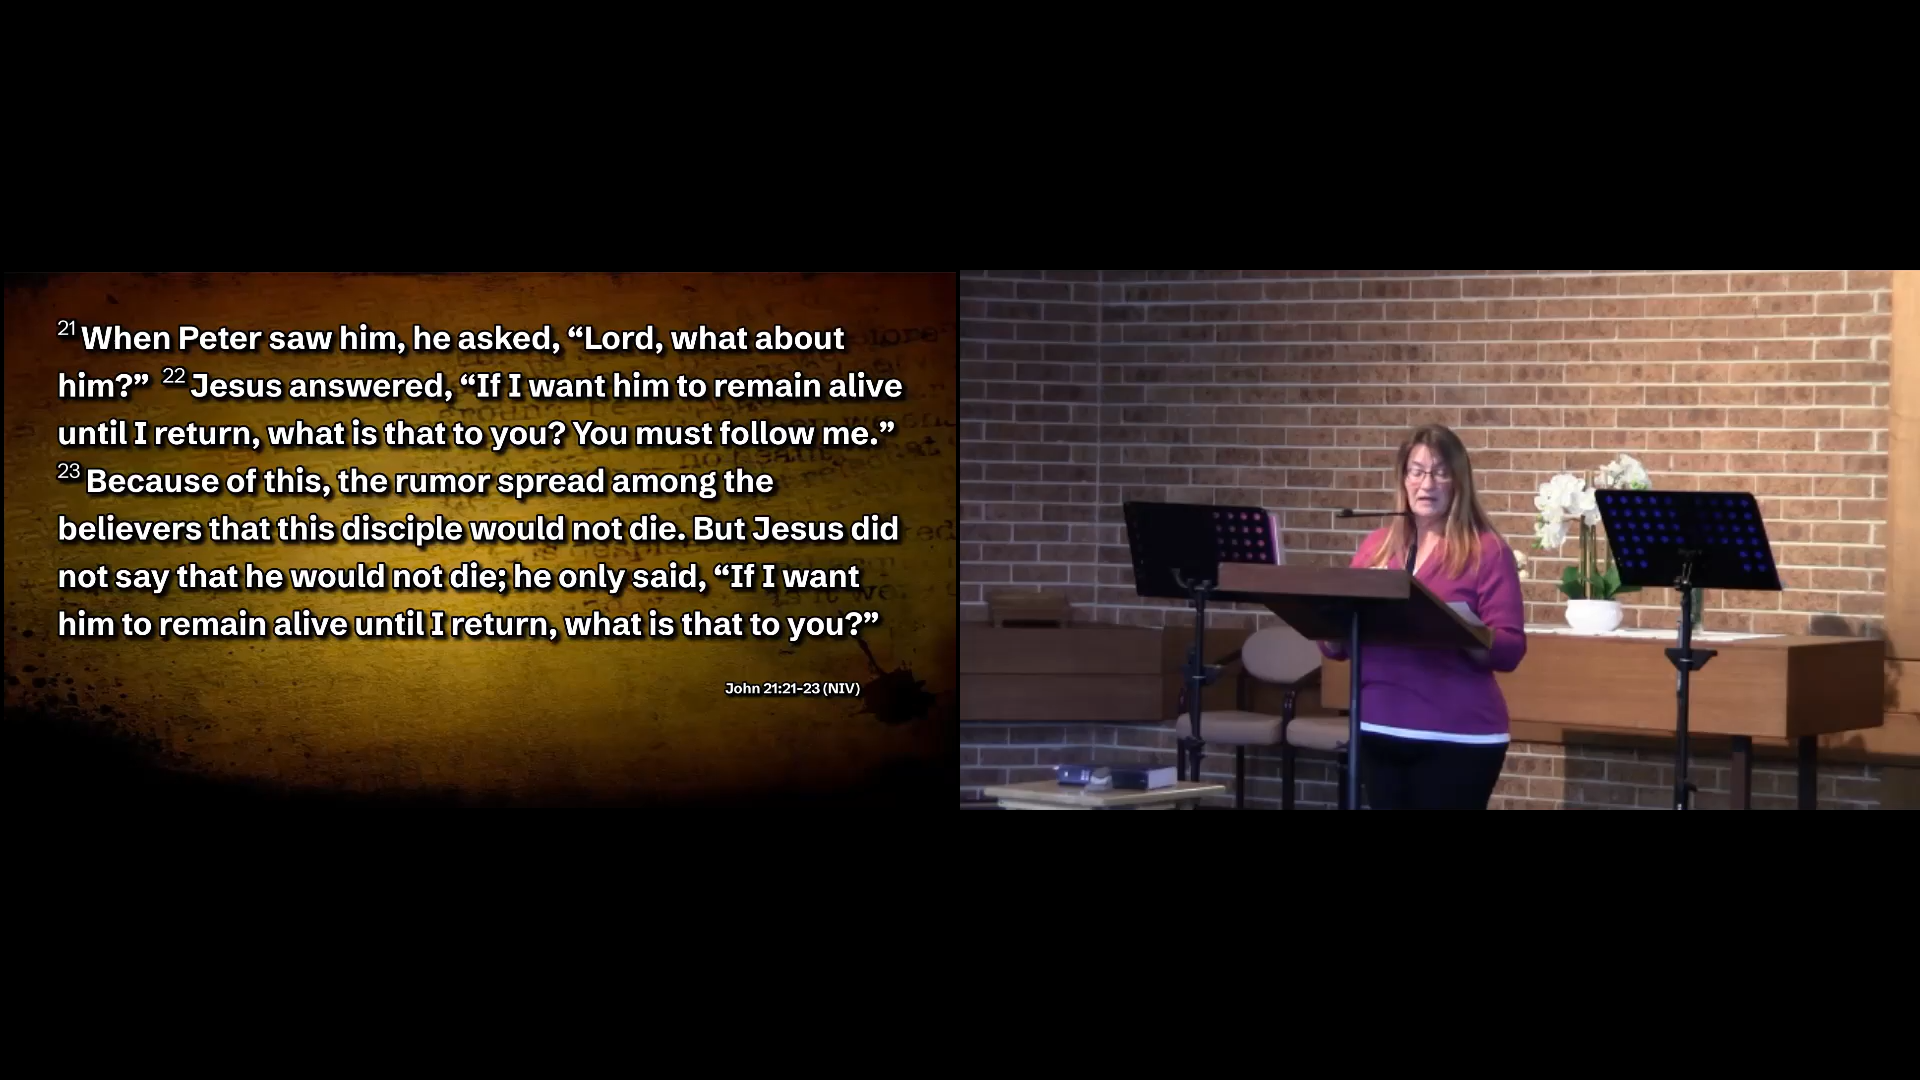 21 When Peter saw him, he asked, “Lord, what about
him?” 22 Jesus answered, “If I want him to remain alive
until I return, what is that to you? You must follow me.”
23 Because of this, the rumor spread among the
believers that this disciple would not die. But Jesus did
not say that he would not die; he only said, “If I want
him to remain alive until I return, what is that to you?”
John 21:21-23 (NIV)